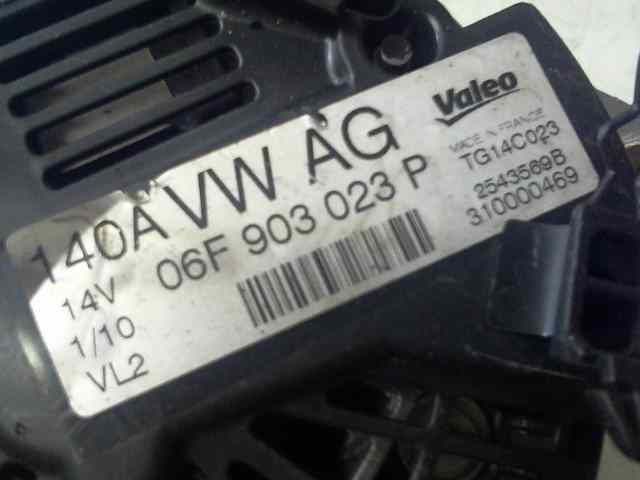 Valeo
MADE IN FRANCE
140A VW AG TG14C023
14V 06F 903 023 P 2543569B
1/10 310000469
VL2